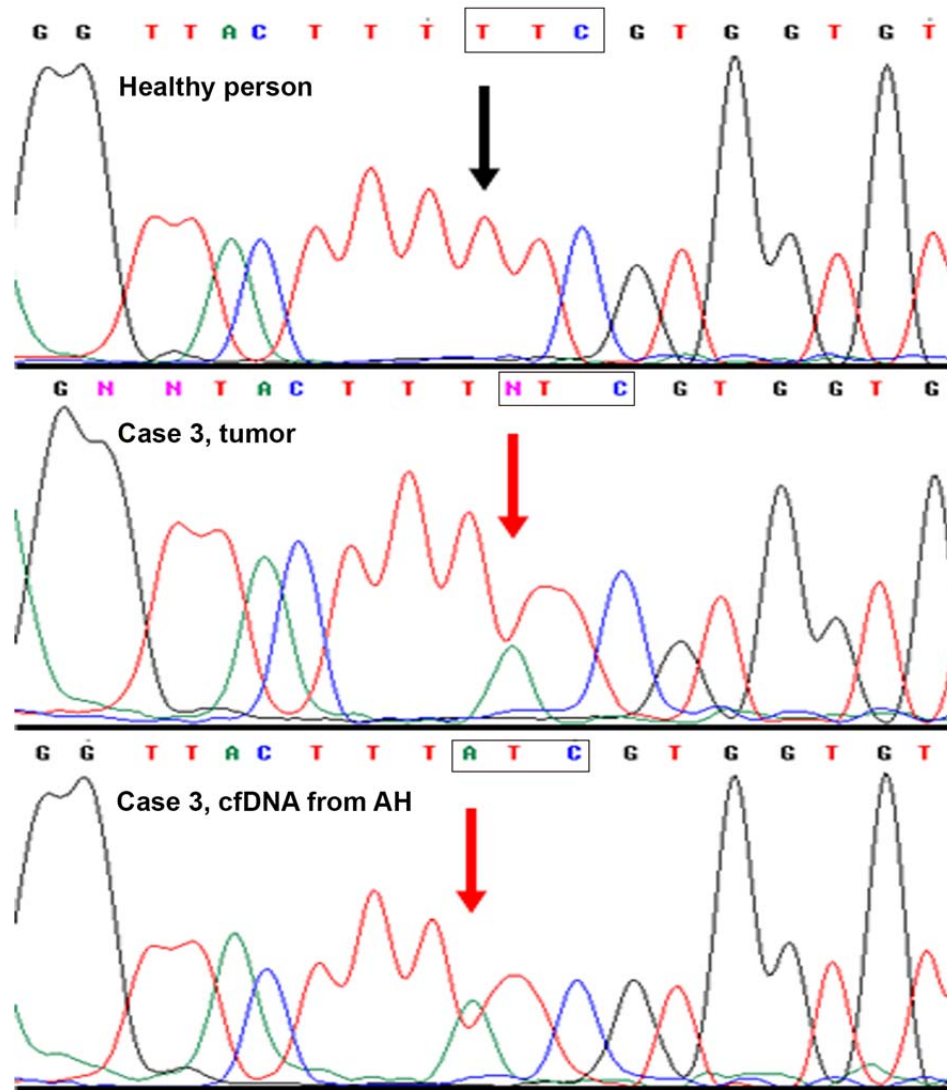 G G T T A C T T T T T C G T G G T G T
Healthy person
G N N T A C T T T N T C G T G G T G
Case 3, tumor
G G T T A C T T T A T C G T G G T G T
Case 3, cfDNA from AH